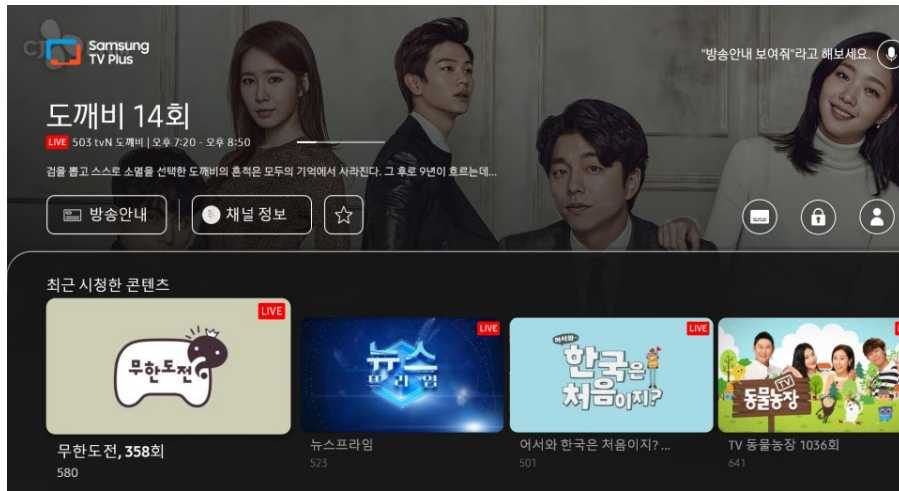 CJ
Samsung
TV Plus
"방송안내 보여줘"라고 해보세요.
도깨비 14회
LIVE 503 tvN 도깨비 | 오후 7:20 - 오후 8:50
검을 뽑고 스스로 소멸을 선택한 도깨비의 흔적은 모두의 기억에서 사라진다. 그 후로 9년이 흐르는데...
방송안내
채널 정보
최근 시청한 콘텐츠
LIVE
무한도전
무한도전, 358회
580
LIVE
뉴스
프라임
뉴스프라임
523
LIVE
어서와~
한국은
처음이지?
어서와 한국은 처음이지? ...
501
TV
동물농장
TV 동물농장 1036회
641